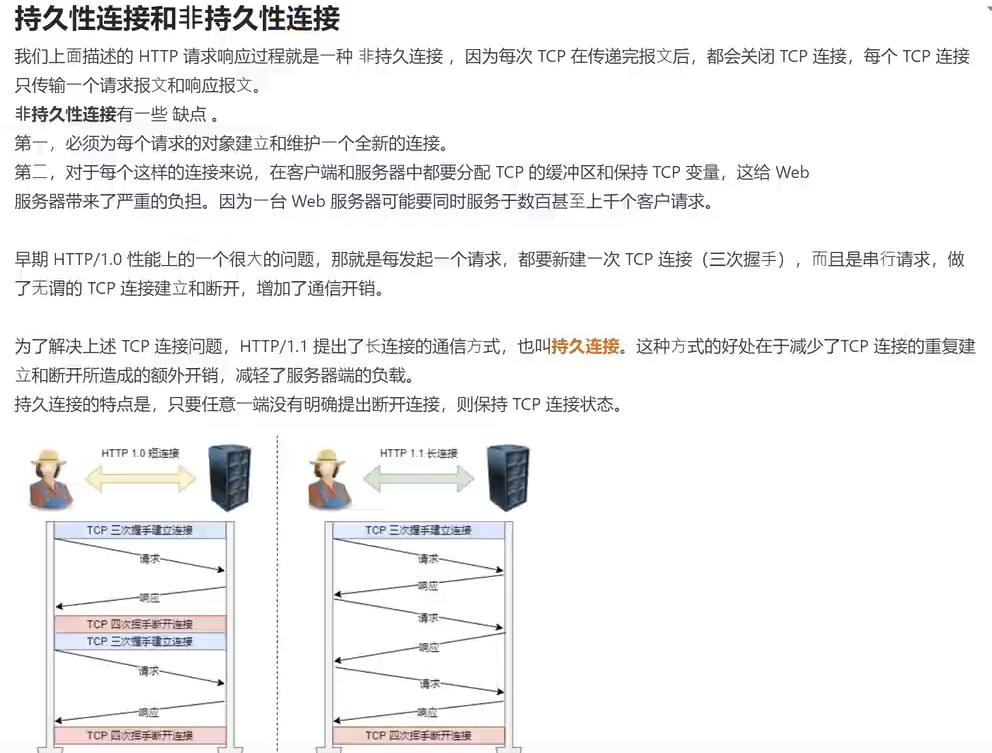 持久性连接和非持久性连接
我们上面描述的 HTTP 请求响应过程就是一种 非持久连接 ，因为每次 TCP 在传递完报文后，都会关闭 TCP 连接，每个 TCP 连接
只传输一个请求报文和响应报文。
非持久性连接有一些 缺点 。
第一，必须为每个请求的对象建立和维护一个全新的连接。
第二，对于每个这样的连接来说，在客户端和服务器中都要分配 TCP 的缓冲区和保持 TCP 变量，这给 Web
服务器带来了严重的负担。因为一台 Web 服务器可能要同时服务于数百甚至上千个客户请求。
早期 HTTP/1.0 性能上的一个很大的问题，那就是每发起一个请求，都要新建一次 TCP 连接（三次握手），而且是串行请求，做
了无谓的 TCP 连接建立和断开，增加了通信开销。
为了解决上述 TCP 连接问题，HTTP/1.1 提出了长连接的通信方式，也叫持久连接。这种方式的好处在于减少了TCP 连接的重复建
立和断开所造成的额外开销，减轻了服务器端的负载。
持久连接的特点是，只要任意一端没有明确提出断开连接，则保持 TCP 连接状态。
HTTP 1.0 短连接
TCP 三次握手建立连接
请求
响应
TCP 四次挥手断开连接
TCP 三次握手建立连接
请求
响应
TCP 四次挥手断开连接
HTTP 1.1 长连接
TCP 三次握手建立连接
请求
响应
请求
响应
请求
响应
TCP 四次挥手断开连接